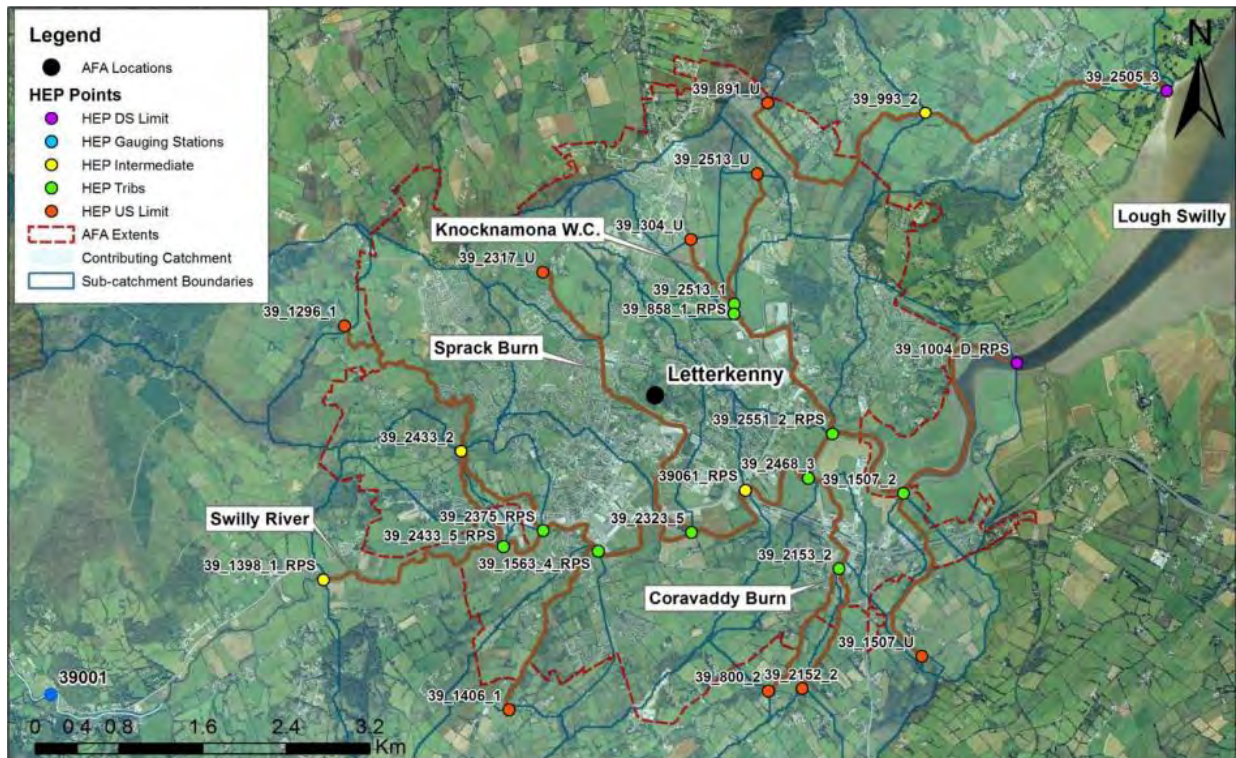 Legend
AFA Locations
HEP Points
HEP DS Limit
HEP Gauging Stations
HEP Intermediate
HEP Tribs
HEP US Limit
AFA Extents
Contributing Catchment
Sub-catchment Boundaries
N
39_891_U
39_993_2
39_2505_3
39_2513_U
Lough Swilly
39_304_U
Knocknamona W.C.
39_2317_U
39_2513_1
39_858_1_RPS
39_1296_1
Sprack Burn
39_1004_D_RPS
Letterkenny
39_2551_2_RPS
39_2433_2
39_2468_3
39061_RPS
39_1507_2
39_2375_RPS
39_2323_5
Swilly River
39_2433_5_RPS
39_1563_4_RPS
39_1398_1_RPS
39_2153_2
Coravaddy Burn
39_1507_U
39001
39_800_2
39_2152_2
39_1406_1
0 0.4 0.8 1.6 2.4 3.2
Km